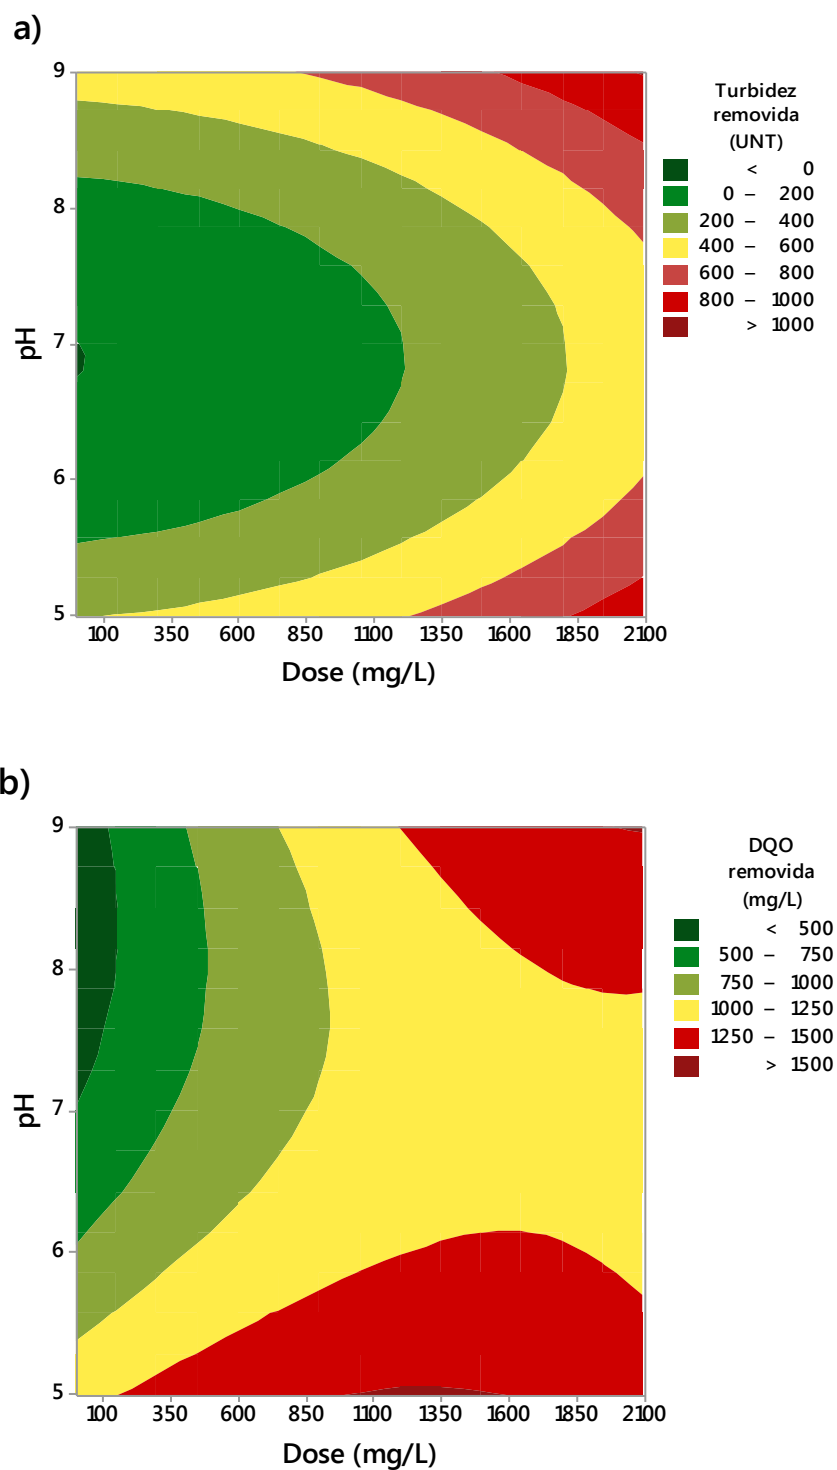 a)
Turbidez
removida
(UNT)
< 0
0 – 200
200 – 400
400 – 600
600 – 800
800 – 1000
> 1000
pH
9
8
7
6
5
100 350 600 850 1100 1350 1600 1850 2100
Dose (mg/L)
b)
DQO
removida
(mg/L)
< 500
500 – 750
750 – 1000
1000 – 1250
1250 – 1500
> 1500
pH
9
8
7
6
5
100 350 600 850 1100 1350 1600 1850 2100
Dose (mg/L)